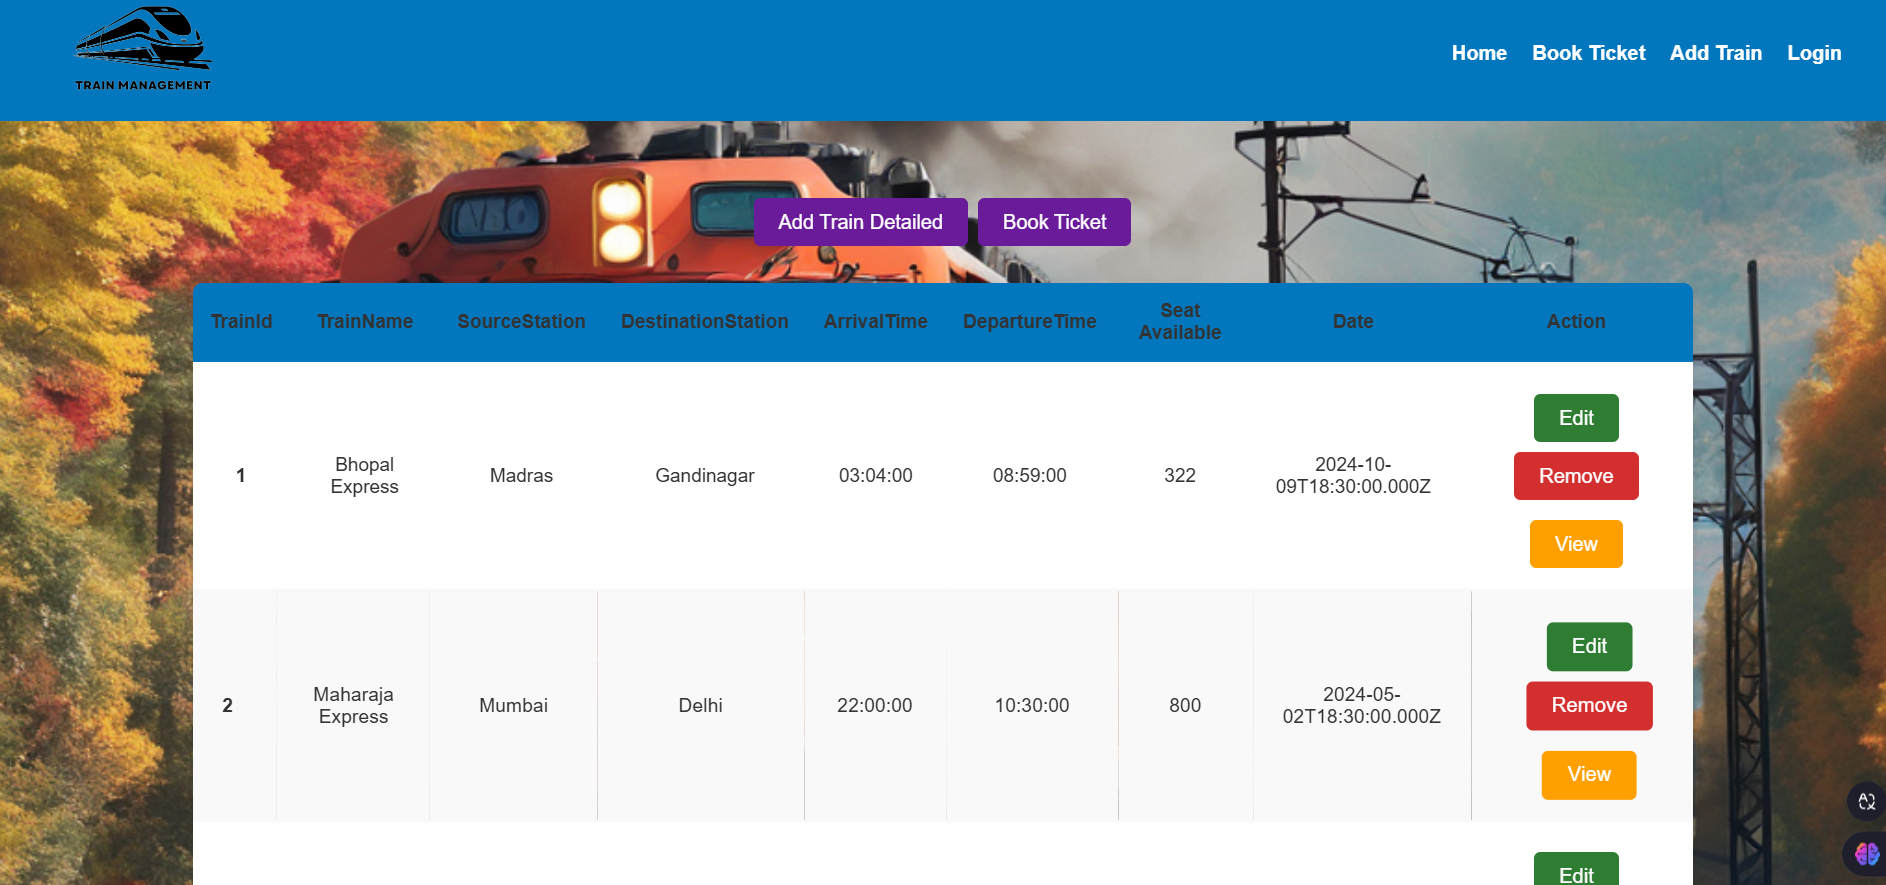 TRAIN MANAGEMENT
Home Book Ticket Add Train Login
Add Train Detailed Book Ticket
TrainId TrainName SourceStation DestinationStation ArrivalTime DepartureTime Seat Available Date Action
1 Bhopal Express Madras Gandinagar 03:04:00 08:59:00 322 2024-10-09T18:30:00.000Z
Edit
Remove
View
2 Maharaja Express Mumbai Delhi 22:00:00 10:30:00 800 2024-05-02T18:30:00.000Z
Edit
Remove
View
Edit